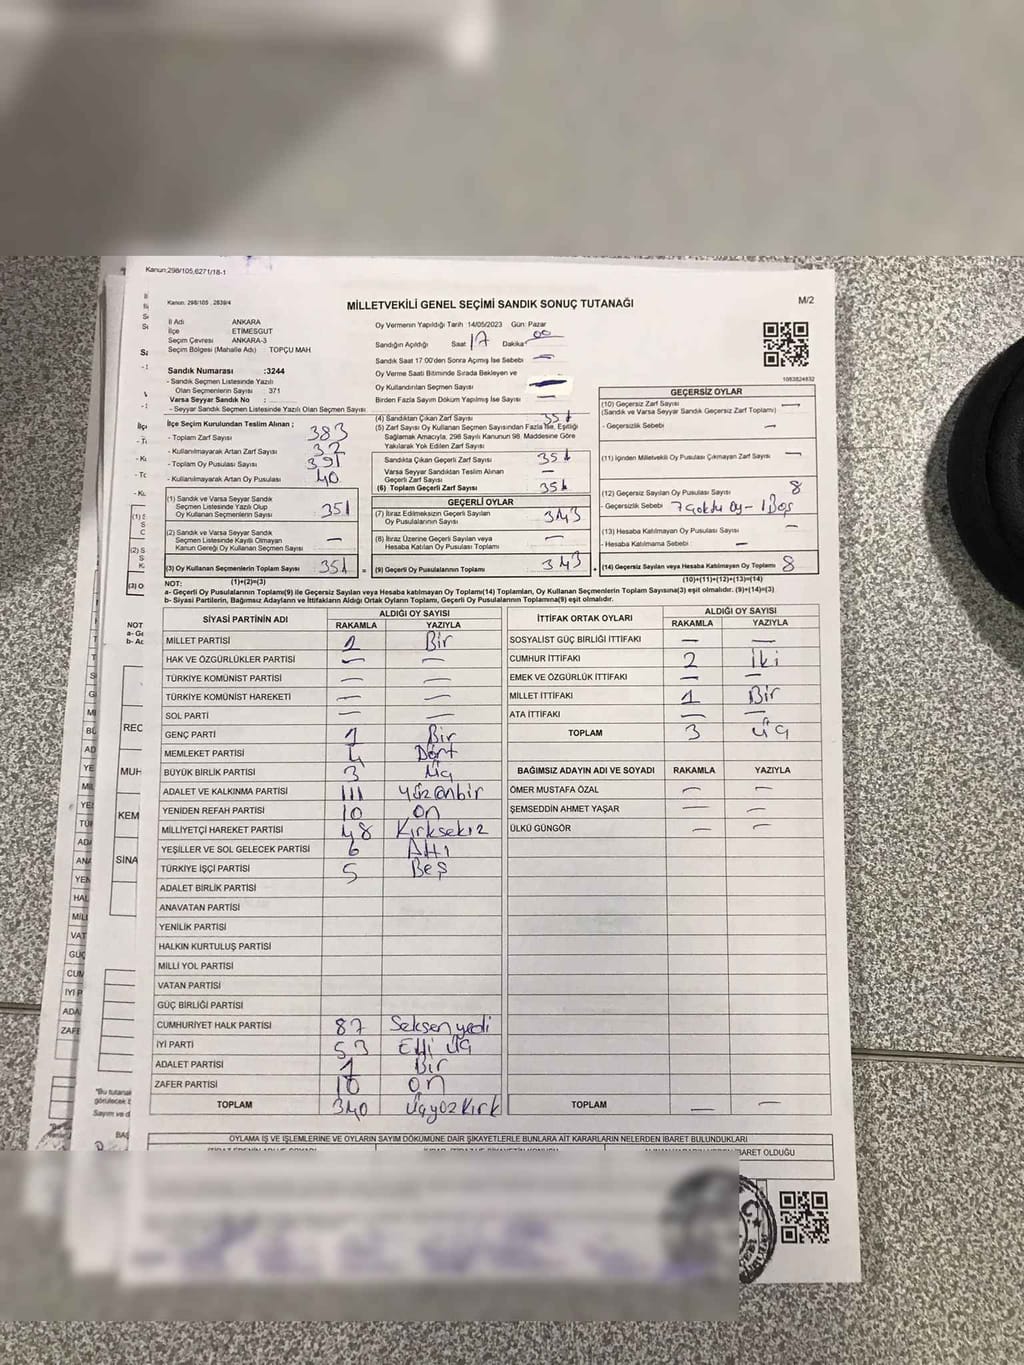 Kanun;298/105,6271/18-1
Kanun: 298/105 , 2839/4
MİLLETVEKİLİ GENEL SEÇİMİ SANDIK SONUÇ TUTANAĞI
M/2
İl Adı ANKARA
İlçe ETİMESGUT
Seçim Çevresi ANKARA-3
Seçim Bölgesi (Mahalle Adı) TOPÇU MAH
Oy Vermenin Yapıldığı Tarih 14/05/2023 Gün: Pazar
Sandığın Açıldığı Saat 17 Dakika 00
Sandık Saat 17.00'den Sonra Açımış İse Sebebi —
Oy Verme Saati Bitiminde Sırada Bekleyen ve
Oy Kullandırılan Seçmen Sayısı
Birden Fazla Sayım Döküm Yapılmış İse Sayısı —
1083824832
Sandık Numarası :3244
- Sandık Seçmen Listesinde Yazılı
Olan Seçmenlerin Sayısı 371
Varsa Seyyar Sandık No :
- Seyyar Sandık Seçmen Listesinde Yazılı Olan Seçmen Sayısı
İlçe Seçim Kurulundan Teslim Alınan ;
- Toplam Zarf Sayısı 383
- Kullanılmayarak Artan Zarf Sayısı 32
- Toplam Oy Pusulası Sayısı 391
- Kullanılmayarak Artan Oy Pusulası 40
(1) Sandık ve Varsa Seyyar Sandık
Seçmen Listesinde Yazılı Olup
Oy Kullanan Seçmenlerin Sayısı 351
(2) Sandık ve Varsa Seyyar Sandık
Seçmen Listesinde Kayıtlı Olmayan
Kanun Gereği Oy Kullanan Seçmen Sayısı —
(3) Oy Kullanan Seçmenlerin Toplam Sayısı 351
(4) Sandıktan Çıkan Zarf Sayısı 351
(5) Zarf Sayısı Oy Kullanan Seçmen Sayısından Fazla İse, Eşitliği
Sağlamak Amacıyla, 298 Sayılı Kanunun 98. Maddesine Göre
Yakılarak Yok Edilen Zarf Sayısı
Sandıkta Çıkan Geçerli Zarf Sayısı 351
Varsa Seyyar Sandıktan Teslim Alınan
Geçerli Zarf Sayısı —
(6) Toplam Geçerli Zarf Sayısı 351
GEÇERLİ OYLAR
(7) İtiraz Edilmeksizin Geçerli Sayılan
Oy Pusulalarının Sayısı 343
(8) İtiraz Üzerine Geçerli Sayılan veya
Hesaba Katılan Oy Pusulası Toplamı —
= (9) Geçerli Oy Pusulalarının Toplamı 343 +
GEÇERSİZ OYLAR
(10) Geçersiz Zarf Sayısı —
(Sandık ve Varsa Seyyar Sandık Geçersiz Zarf Toplamı)
- Geçersizlik Sebebi —
(11) İçinden Milletvekili Oy Pusulası Çıkmayan Zarf Sayısı —
(12) Geçersiz Sayılan Oy Pusulası Sayısı 8
- Geçersizlik Sebebi 7 çoklu oy - 1 Boş
(13) Hesaba Katılmayan Oy Pusulası Sayısı —
- Hesaba Katılmama Sebebi —
(14) Geçersiz Sayılan veya Hesaba Katılmayan Oy Toplamı 8
NOT: (1)+(2)=(3) (10)+(11)+(12)+(13)=(14)
a- Geçerli Oy Pusulalarının Toplamı(9) ile Geçersiz Sayılan veya Hesaba Katılmayan Oy Toplamı(14) Toplamları, Oy Kullanan Seçmenlerin Toplam Sayısına(3) eşit olmalıdır. (9)+(14)=(3)
b- Siyasi Partilerin, Bağımsız Adayların ve İttifakların Aldığı Ortak Oyların Toplamı, Geçerli Oy Pusulalarının Toplamına(9) eşit olmalıdır.
SİYASİ PARTİNİN ADI ALDIĞI OY SAYISI
RAKAMLA YAZIYLA
MİLLET PARTİSİ 1 Bir
HAK VE ÖZGÜRLÜKLER PARTİSİ — —
TÜRKİYE KOMÜNİST PARTİSİ — —
TÜRKİYE KOMÜNİST HAREKETİ — —
SOL PARTİ — —
GENÇ PARTİ 1 Bir
MEMLEKET PARTİSİ 4 Dört
BÜYÜK BİRLİK PARTİSİ 3 Üç
ADALET VE KALKINMA PARTİSİ 111 Yüzonbir
YENİDEN REFAH PARTİSİ 10 on
MİLLİYETÇİ HAREKET PARTİSİ 48 Kırksekiz
YEŞİLLER VE SOL GELECEK PARTİSİ 6 Altı
TÜRKİYE İŞÇİ PARTİSİ 5 Beş
ADALET BİRLİK PARTİSİ
ANAVATAN PARTİSİ
YENİLİK PARTİSİ
HALKIN KURTULUŞ PARTİSİ
MİLLİ YOL PARTİSİ
VATAN PARTİSİ
GÜÇ BİRLİĞİ PARTİSİ
CUMHURİYET HALK PARTİSİ 87 Seksenyedi
İYİ PARTİ 53 Elli Üç
ADALET PARTİSİ 1 Bir
ZAFER PARTİSİ 10 on
TOPLAM 340 Üçyüzkırk
İTTİFAK ORTAK OYLARI ALDIĞI OY SAYISI
RAKAMLA YAZIYLA
SOSYALİST GÜÇ BİRLİĞİ İTTİFAKI — —
CUMHUR İTTİFAKI 2 İki
EMEK VE ÖZGÜRLÜK İTTİFAKI — —
MİLLET İTTİFAKI 1 Bir
ATA İTTİFAKI — —
TOPLAM 3 Üç
BAĞIMSIZ ADAYIN ADI VE SOYADI RAKAMLA YAZIYLA
ÖMER MUSTAFA ÖZAL — —
ŞEMSEDDİN AHMET YAŞAR — —
ÜLKÜ GÜNGÖR — —
TOPLAM — —
OYLAMA İŞ VE İŞLEMLERİNE VE OYLARIN SAYIM DÖKÜMÜNE DAİR ŞİKAYETLERLE BUNLARA AİT KARARLARIN NELERDEN İBARET BULUNDUKLARI